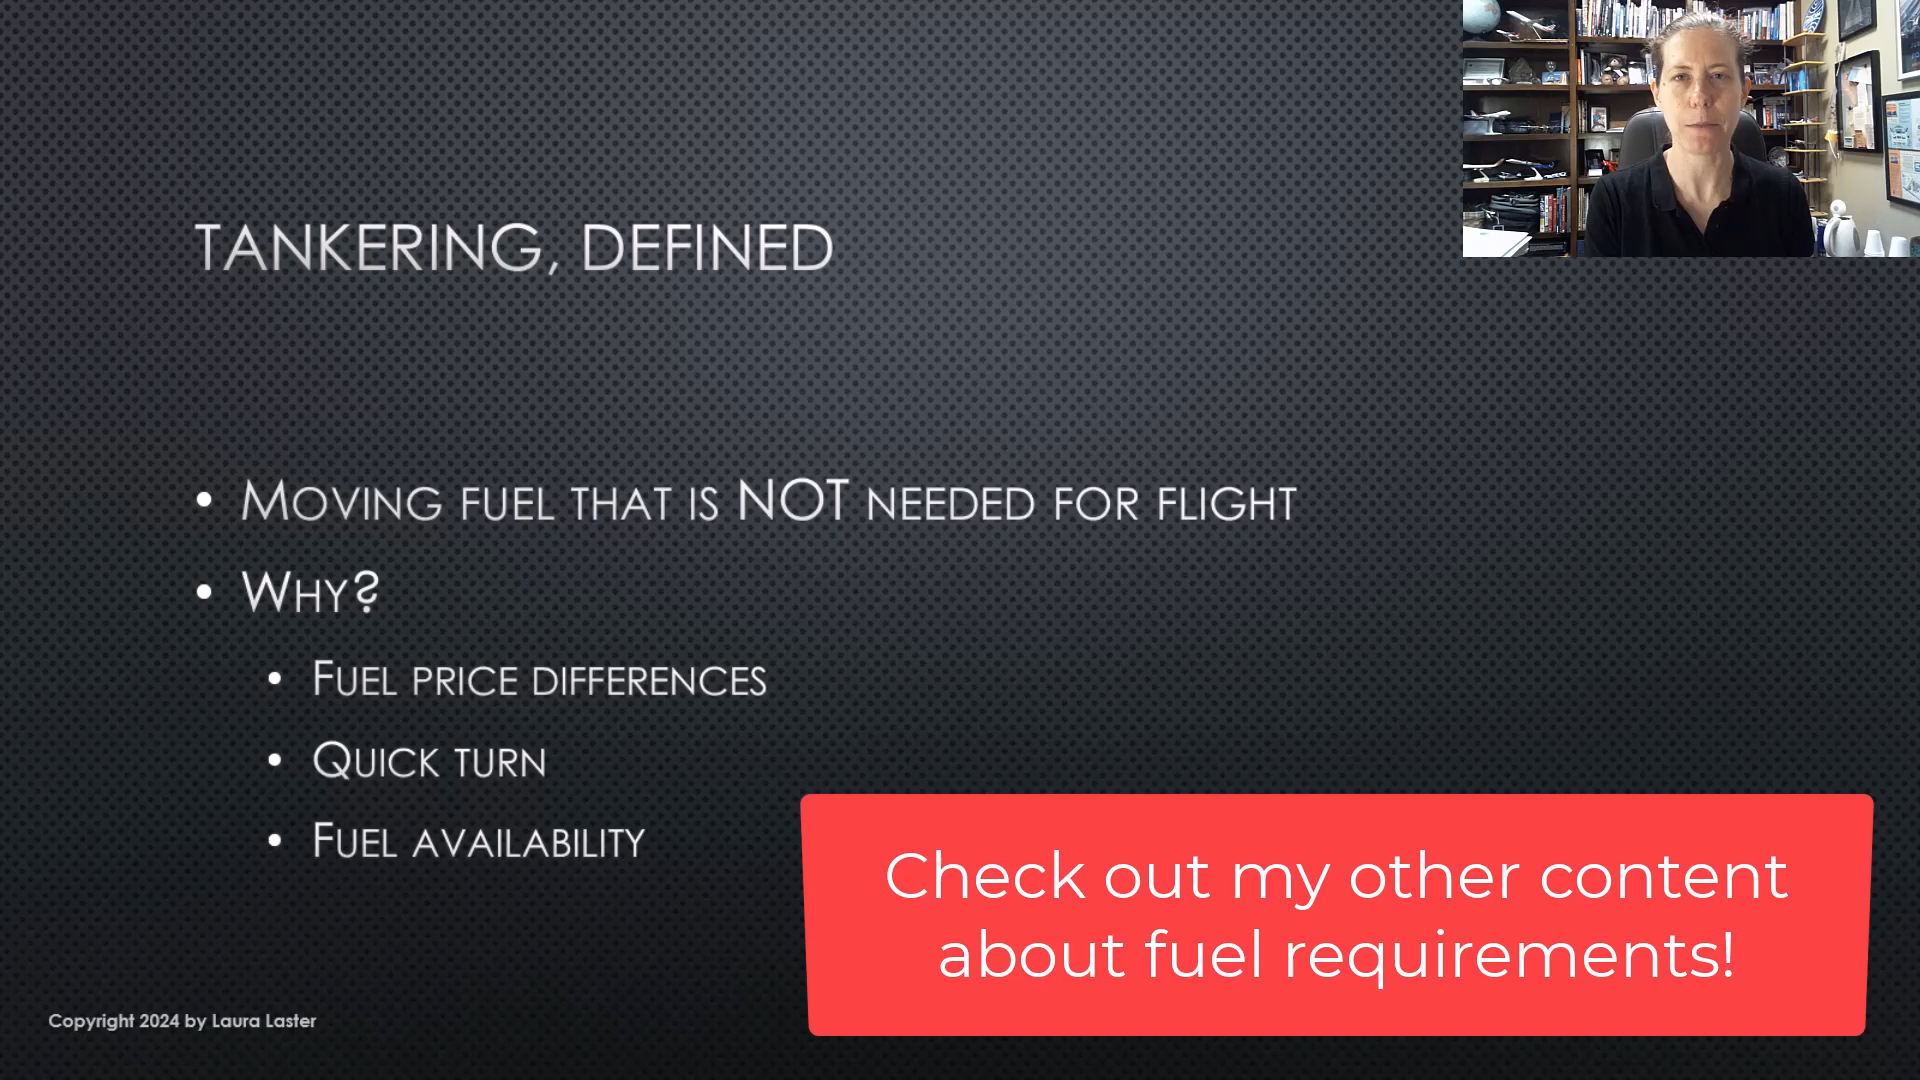 TANKERING, DEFINED
• MOVING FUEL THAT IS NOT NEEDED FOR FLIGHT
• WHY?
• FUEL PRICE DIFFERENCES
• QUICK TURN
• FUEL AVAILABILITY
Check out my other content
about fuel requirements!
Copyright 2024 by Laura Laster